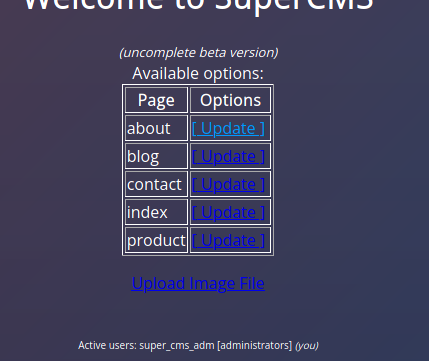 Welcome to SuperCMS
(uncomplete beta version)
Available options:
Page Options
about [ Update ]
blog [ Update ]
contact [ Update ]
index [ Update ]
product [ Update ]
Upload Image File
Active users: super_cms_adm [administrators] (you)